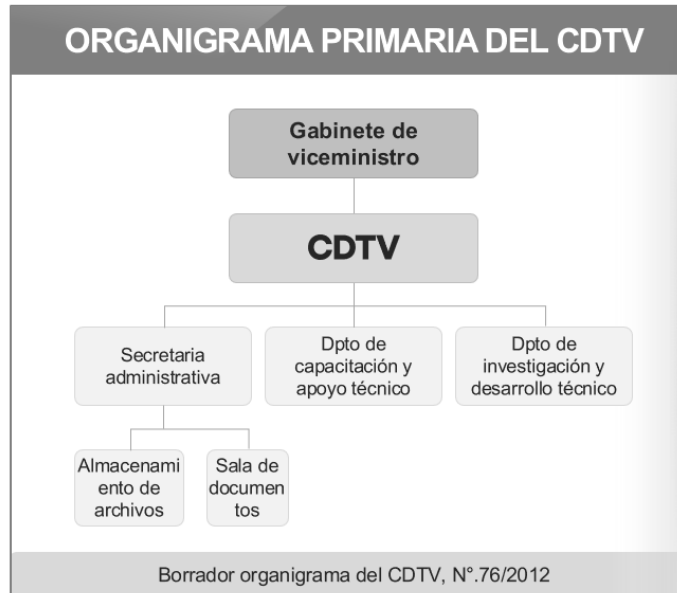 ORGANIGRAMA PRIMARIA DEL CDTV
Gabinete de
viceministro
CDTV
Secretaria
administrativa
Dpto de
capacitación y
apoyo técnico
Dpto de
investigación y
desarrollo técnico
Almacenami
ento de
archivos
Sala de
documen
tos
Borrador organigrama del CDTV, N°.76/2012